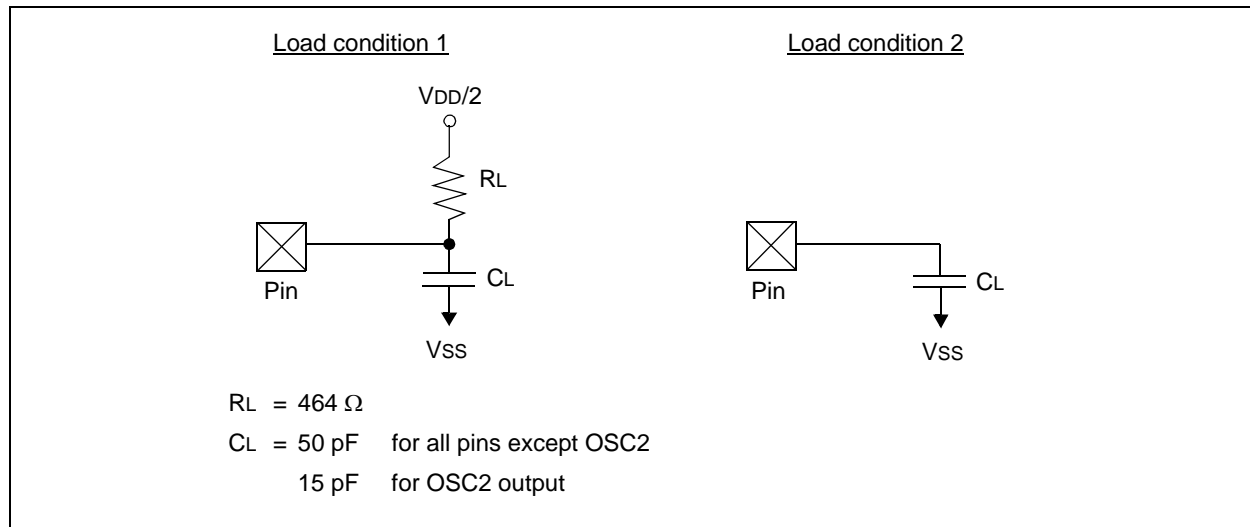 Load condition 1
VDD/2
RL
Pin
CL
VSS
Load condition 2
Pin
CL
VSS
RL = 464 Ω
CL = 50 pF for all pins except OSC2
15 pF for OSC2 output